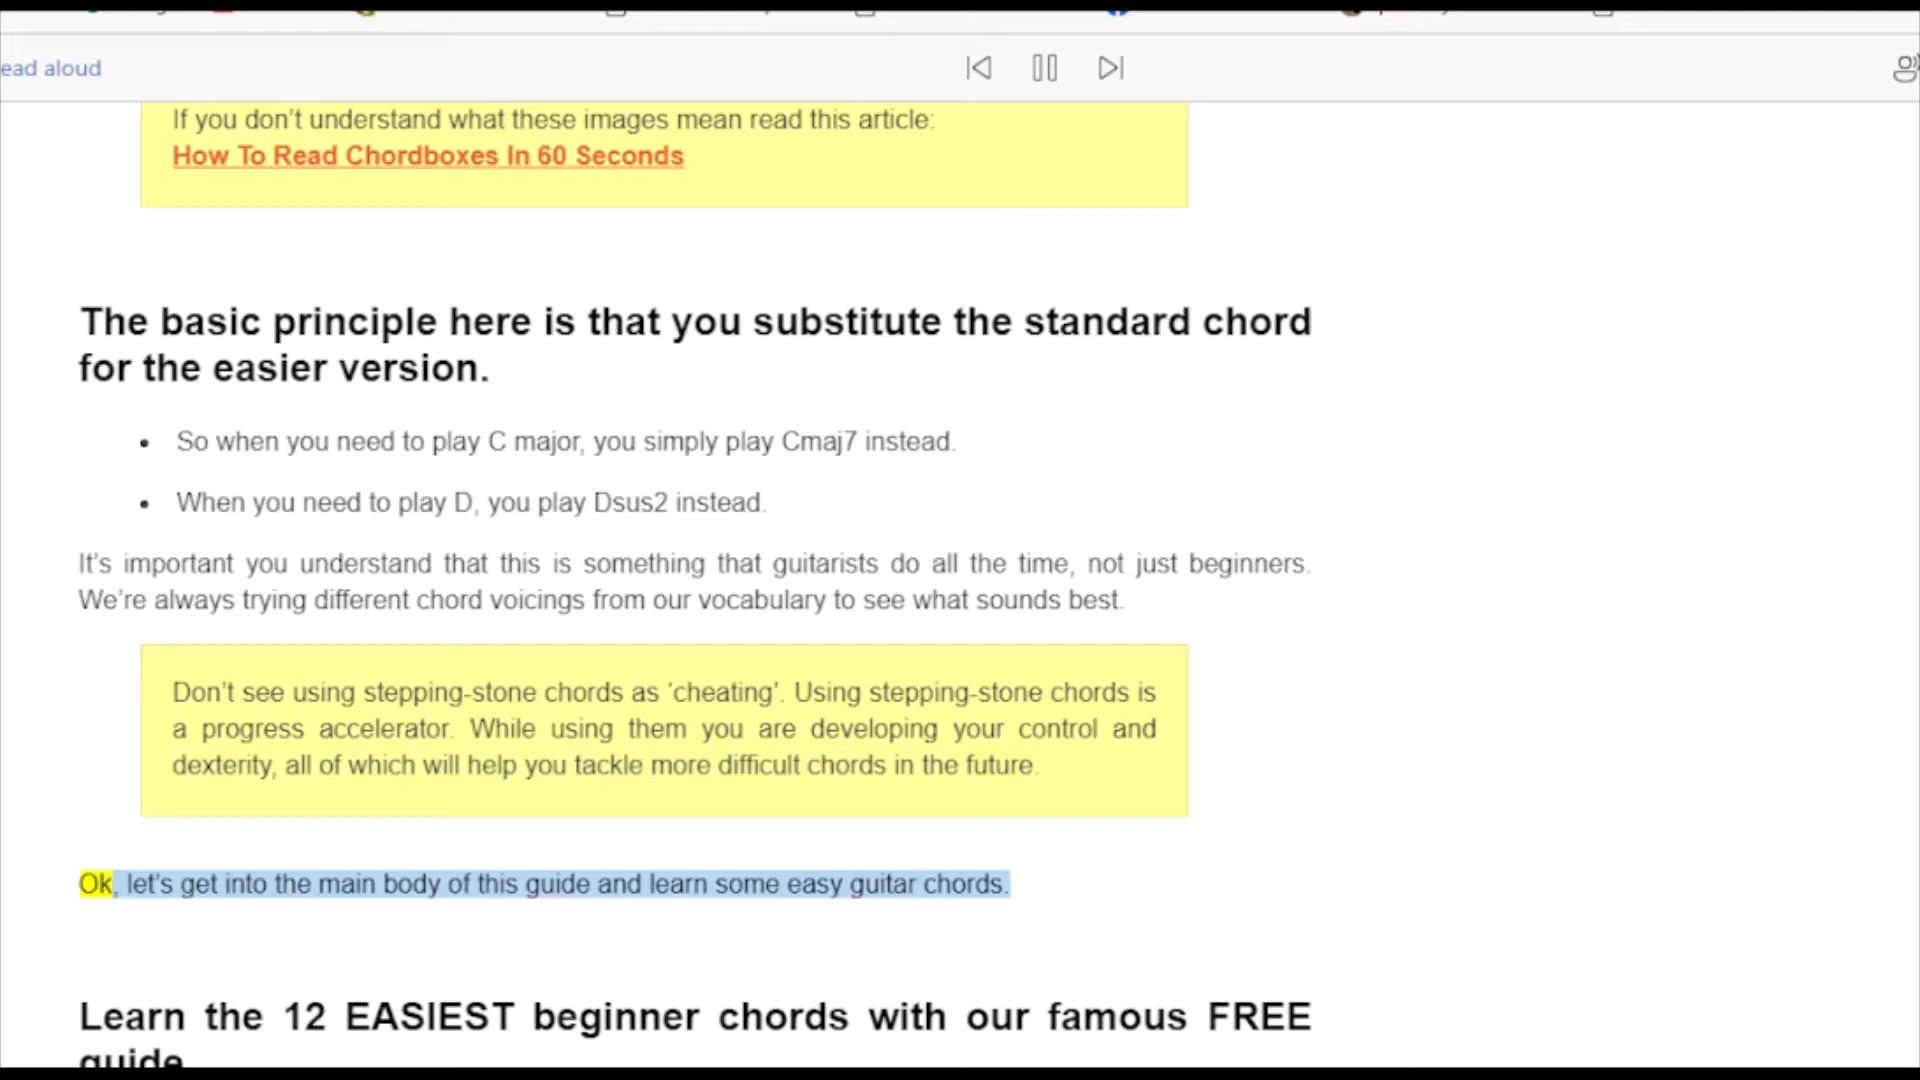 ead aloud
If you don't understand what these images mean read this article:
How To Read Chordboxes In 60 Seconds
The basic principle here is that you substitute the standard chord
for the easier version.
• So when you need to play C major, you simply play Cmaj7 instead.
• When you need to play D, you play Dsus2 instead.
It's important you understand that this is something that guitarists do all the time, not just beginners.
We're always trying different chord voicings from our vocabulary to see what sounds best.
Don't see using stepping-stone chords as 'cheating'. Using stepping-stone chords is
a progress accelerator. While using them you are developing your control and
dexterity, all of which will help you tackle more difficult chords in the future.
Ok, let's get into the main body of this guide and learn some easy guitar chords.
Learn the 12 EASIEST beginner chords with our famous FREE
guide